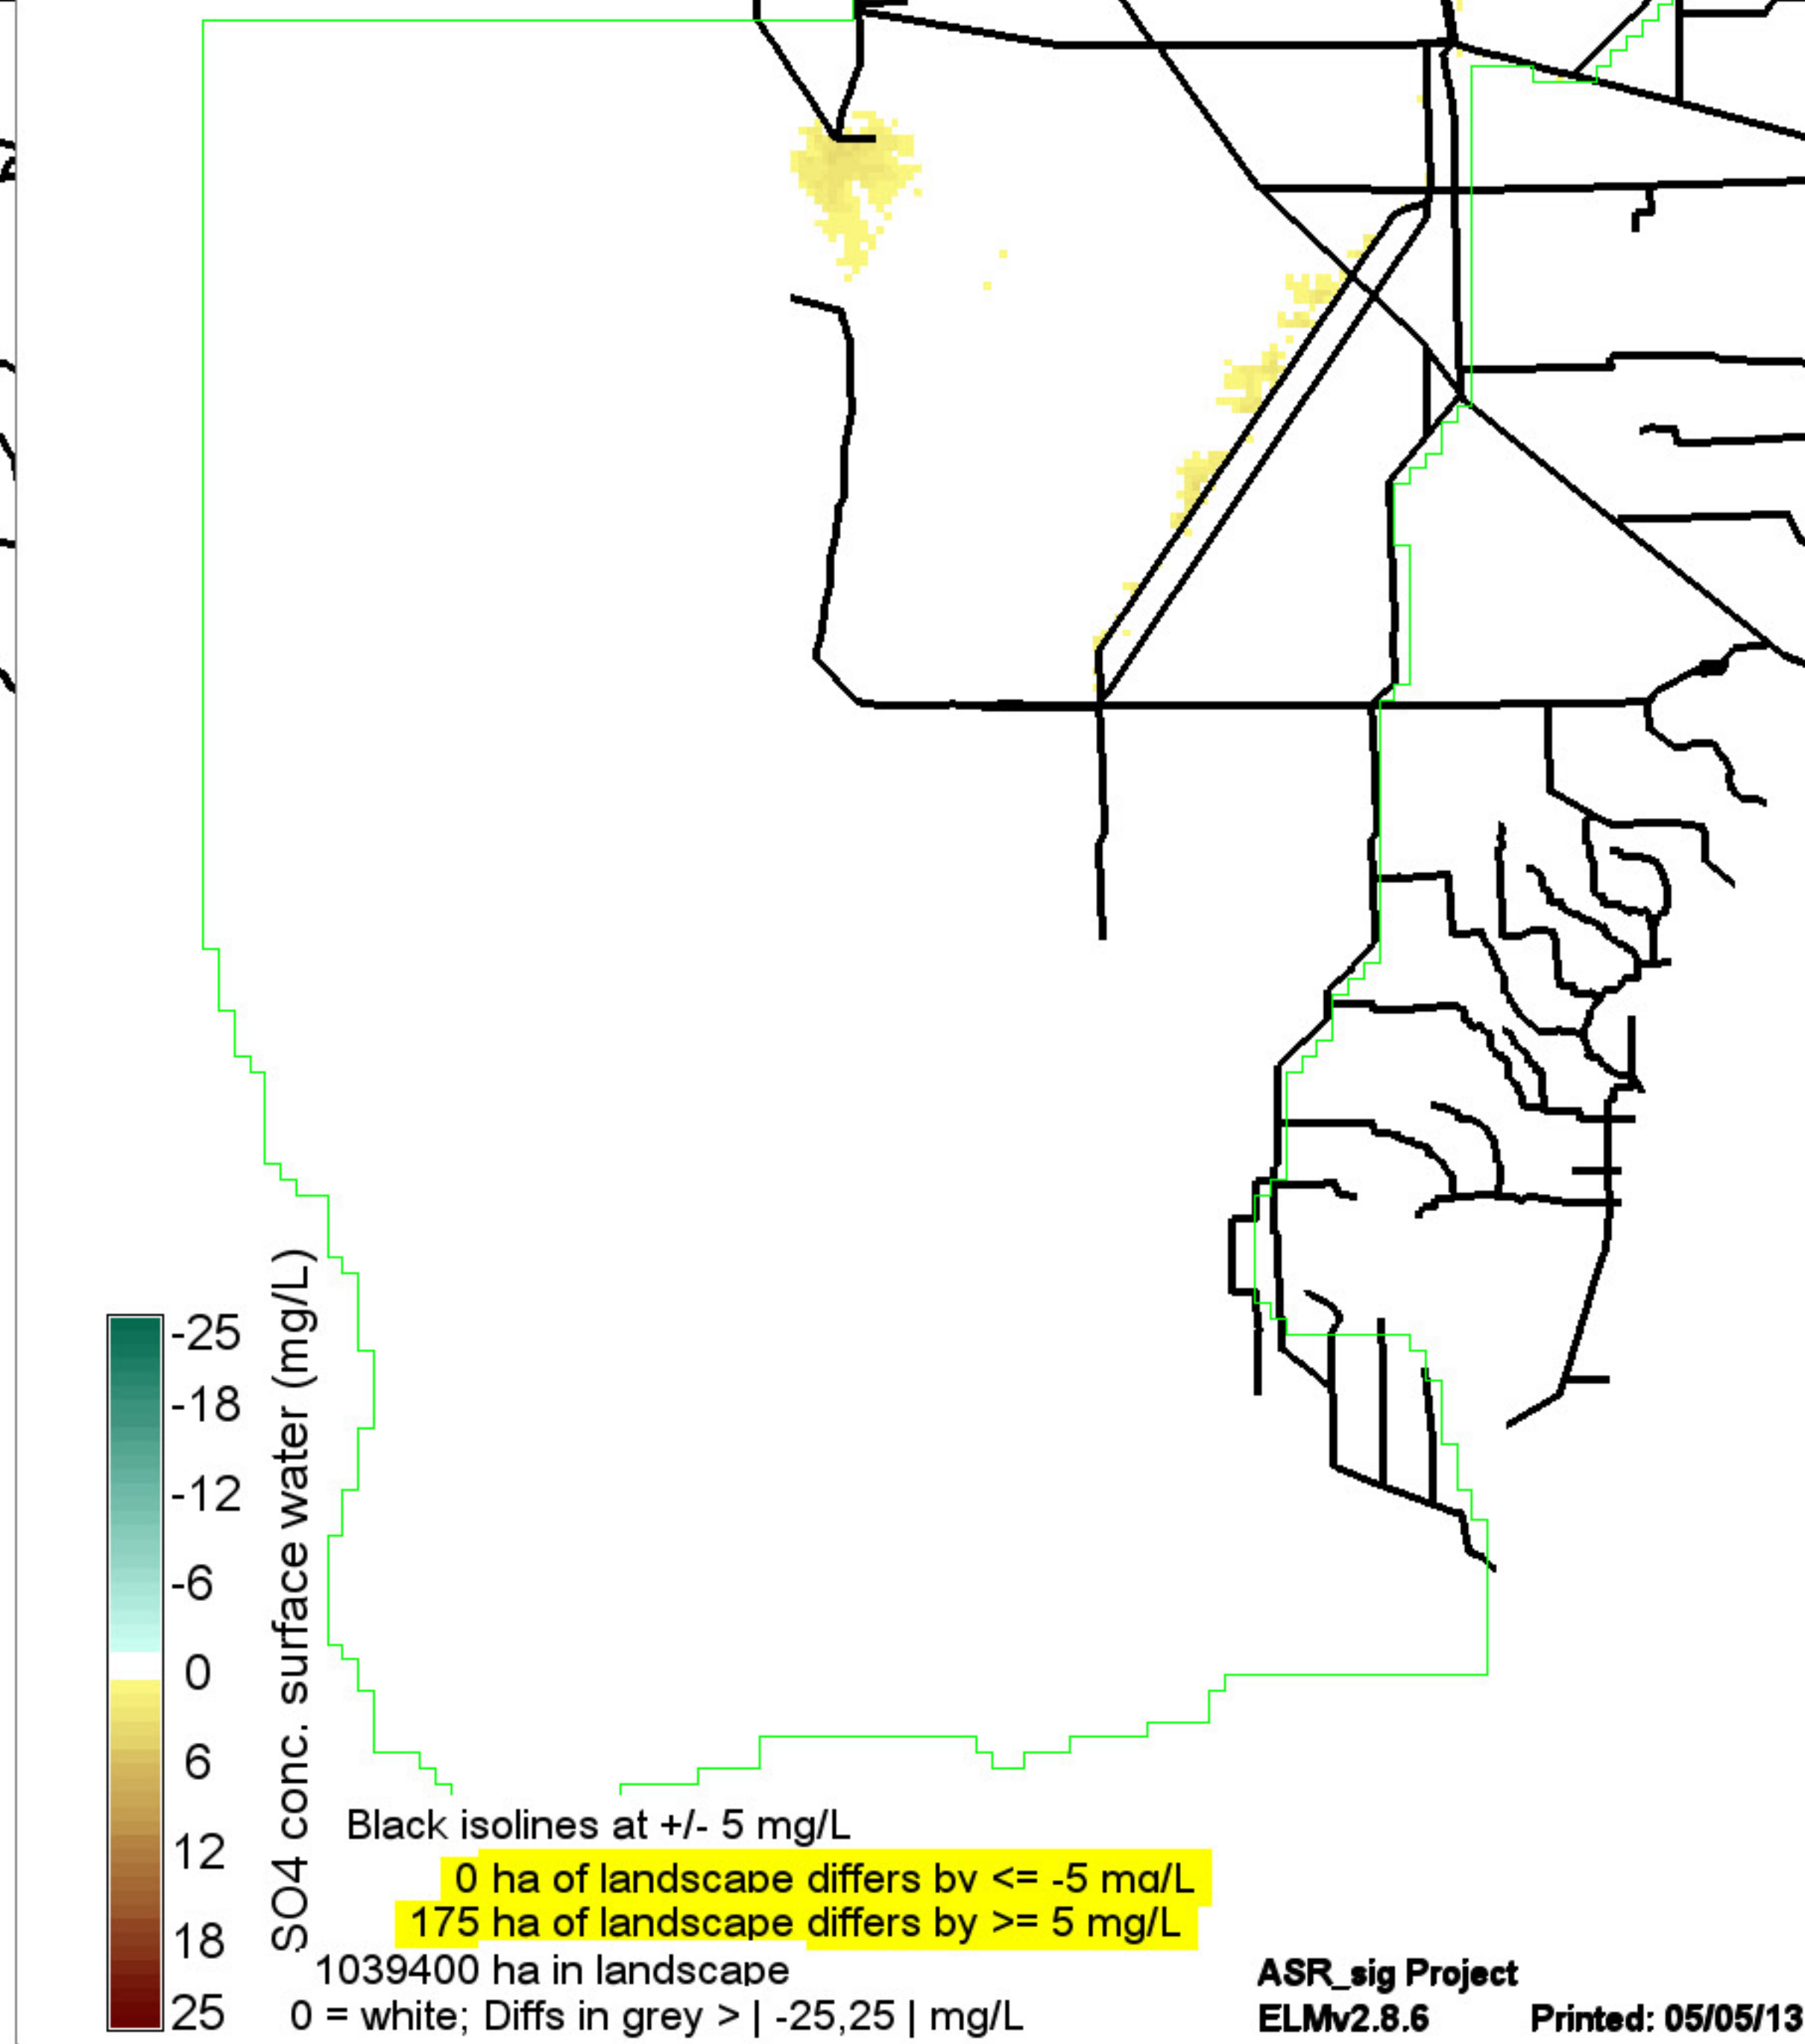 -25
-18
-12
-6
0
6
12
18
25
SO4 conc. surface water (mg/L)
Black isolines at +/- 5 mg/L
0 ha of landscape differs by <= -5 mg/L
175 ha of landscape differs by >= 5 mg/L
1039400 ha in landscape
0 = white; Diffs in grey > | -25,25 | mg/L
ASR_sig Project
ELMv2.8.6 Printed: 05/05/13